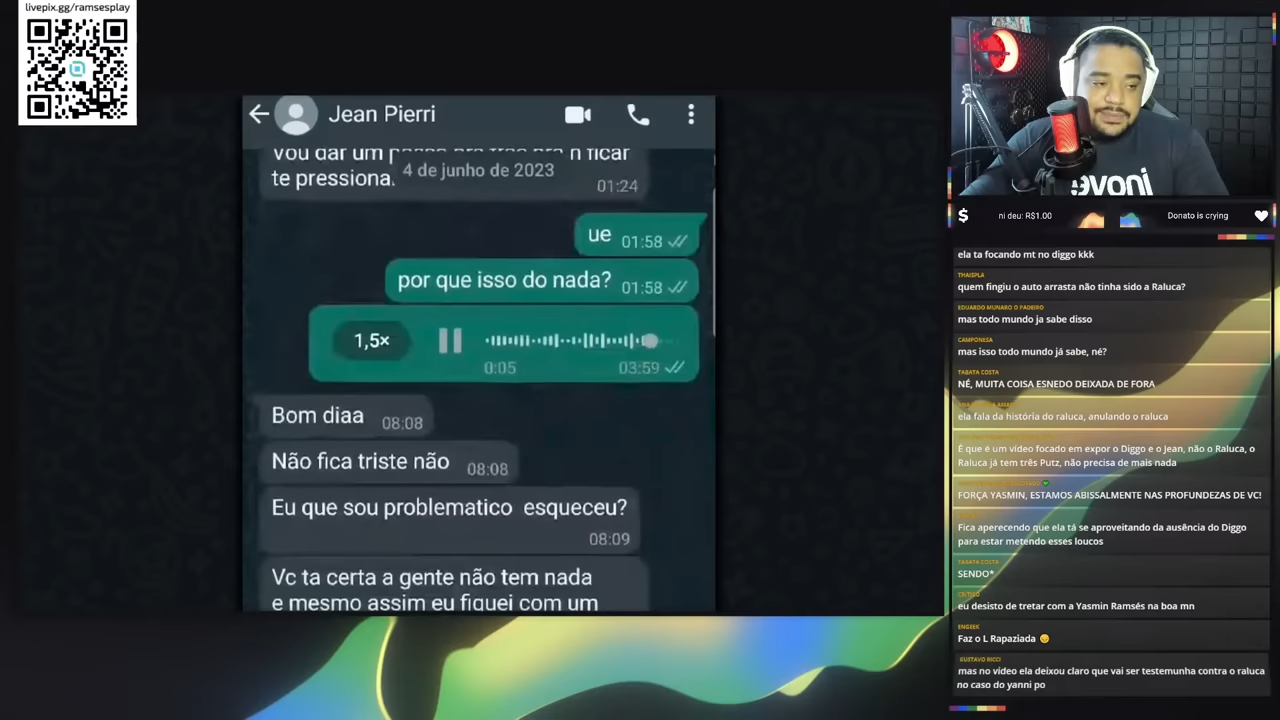 livepix.gg/ramsesplay
Jean Pierri
Vou dar um
n ficar
4 de junho de 2023
te pressiona
01:24
ue 01:58
por que isso do nada? 01:58
1,5×
0:05 03:59
Bom diaa 08:08
Não fica triste não 08:08
Eu que sou problematico esqueceu?
08:09
Vc ta certa a gente não tem nada
e mesmo assim eu fiquei com um
evoni
$ ni deu: R$1.00 Donato is crying
ela ta focando mt no diggo kkk
THAISPLA
quem fingiu o auto arrasta não tinha sido a Raluca?
EDUARDO MUNARO O PADEIRO
mas todo mundo ja sabe disso
CAMPONESA
mas isso todo mundo já sabe, né?
TABATA COSTA
NÉ, MUITA COISA ESNEDO DEIXADA DE FORA
ela fala da história do raluca, anulando o raluca
É que é um vídeo focado em expor o Diggo e o Jean, não o Raluca, o
Raluca já tem três Putz, não precisa de mais nada
FORÇA YASMIN, ESTAMOS ABISSALMENTE NAS PROFUNDEZAS DE VC!
Fica aperecendo que ela tá se aproveitando da ausência do Diggo
para estar metendo esses loucos
TABATA COSTA
SENDO*
eu desisto de tretar com a Yasmin Ramsés na boa mn
ENGEEK
Faz o L Rapaziada
GUSTAVO RICCI
mas no vídeo ela deixou claro que vai ser testemunha contra o raluca
no caso do yanni po